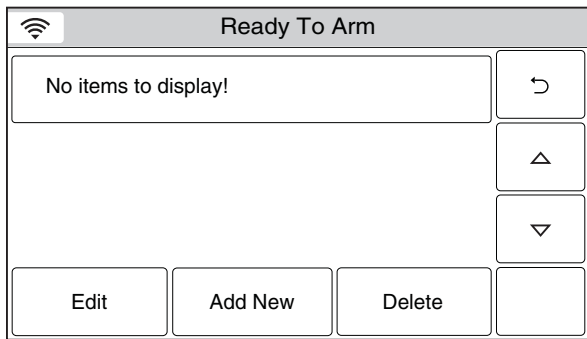 Ready To Arm
No items to display!
Edit
Add New
Delete